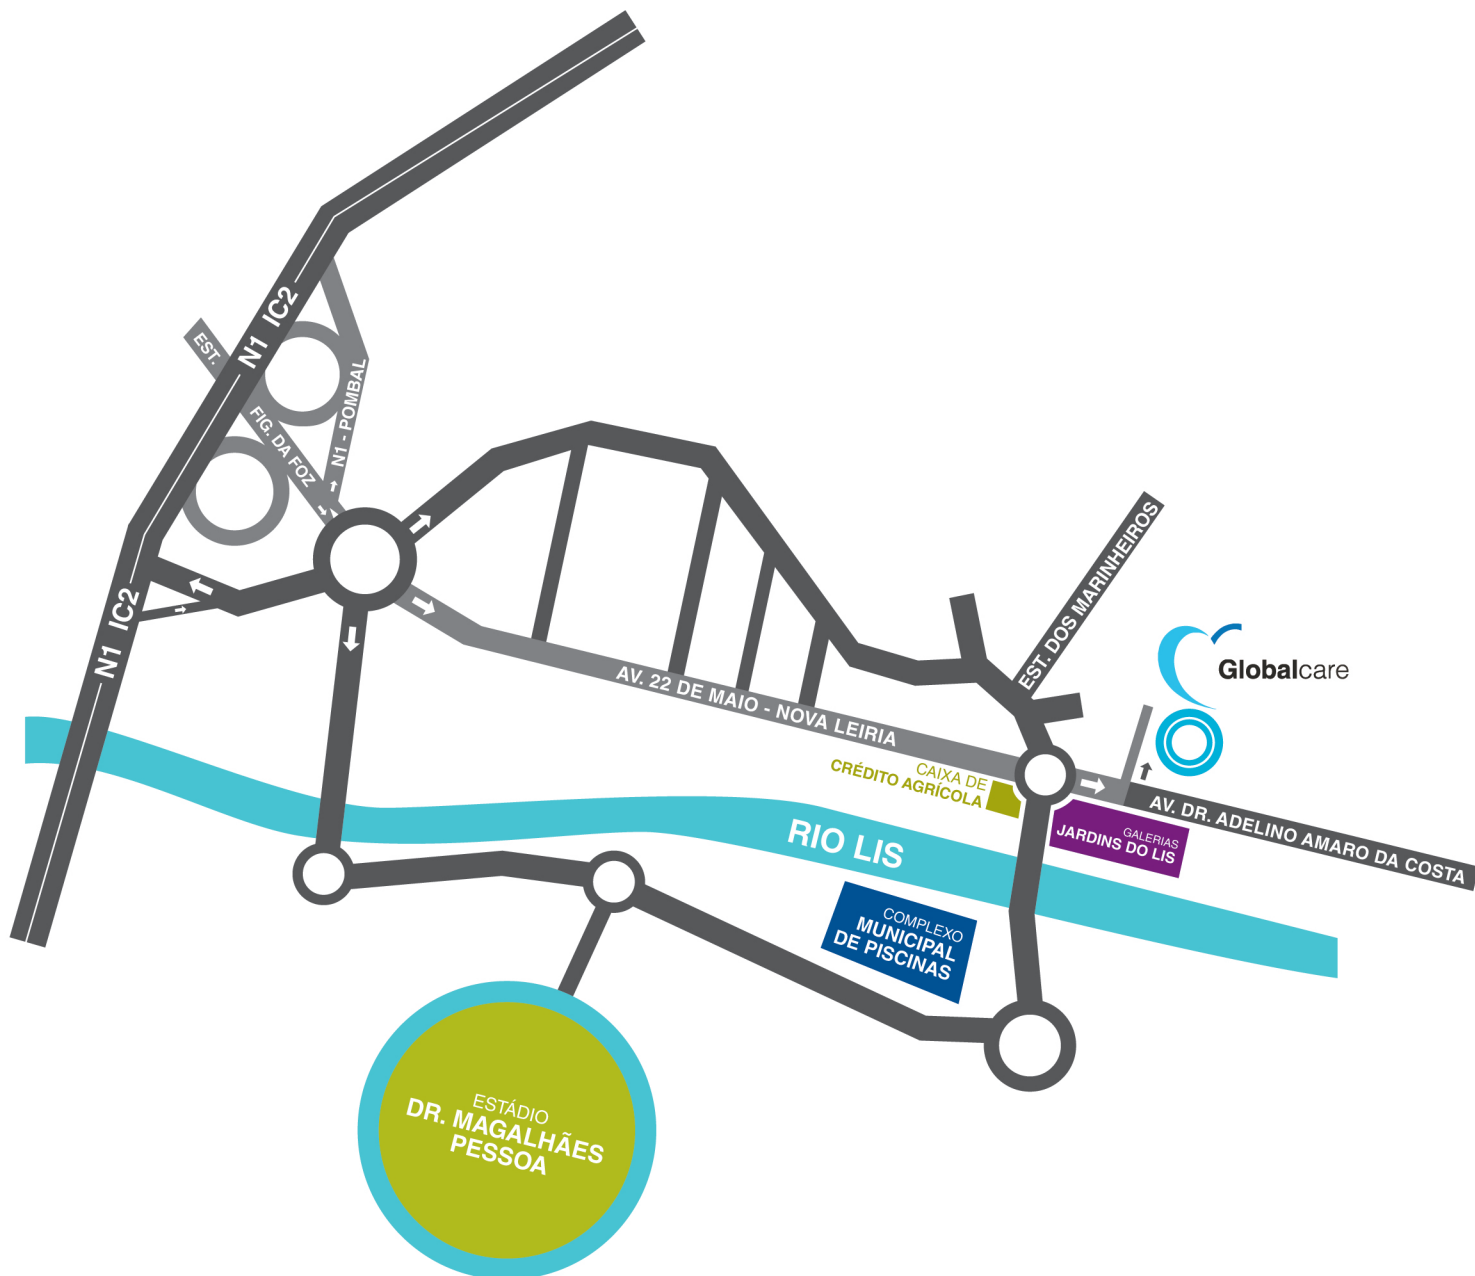 N1 IC2
EST.
FIG. DA FOZ
N1 - POMBAL
N1 IC2
EST. DOS MARINHEIROS
Globalcare
AV. 22 DE MAIO - NOVA LEIRIA
CAIXA DE
CRÉDITO AGRÍCOLA
AV. DR. ADELINO AMARO DA COSTA
GALERIAS
JARDINS DO LIS
RIO LIS
COMPLEXO
MUNICIPAL
DE PISCINAS
ESTÁDIO
DR. MAGALHÃES
PESSOA